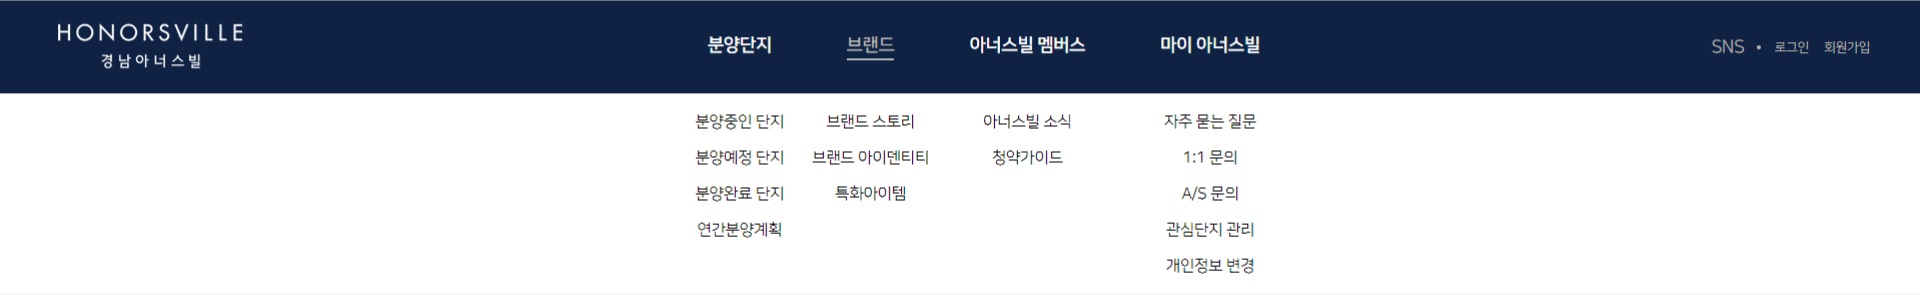 HONORSVILLE
경남아너스빌
분양단지 브랜드 아너스빌 멤버스 마이 아너스빌 SNS • 로그인 회원가입
분양중인 단지 브랜드 스토리 아너스빌 소식 자주 묻는 질문
분양예정 단지 브랜드 아이덴티티 청약가이드 1:1 문의
분양완료 단지 특화아이템 A/S 문의
연간분양계획 관심단지 관리
개인정보 변경